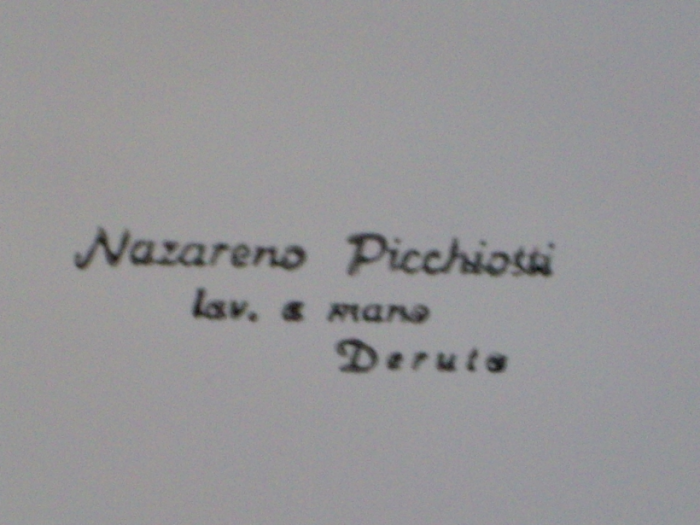 Nazareno Picchiotti
lav. a mano
Deruta